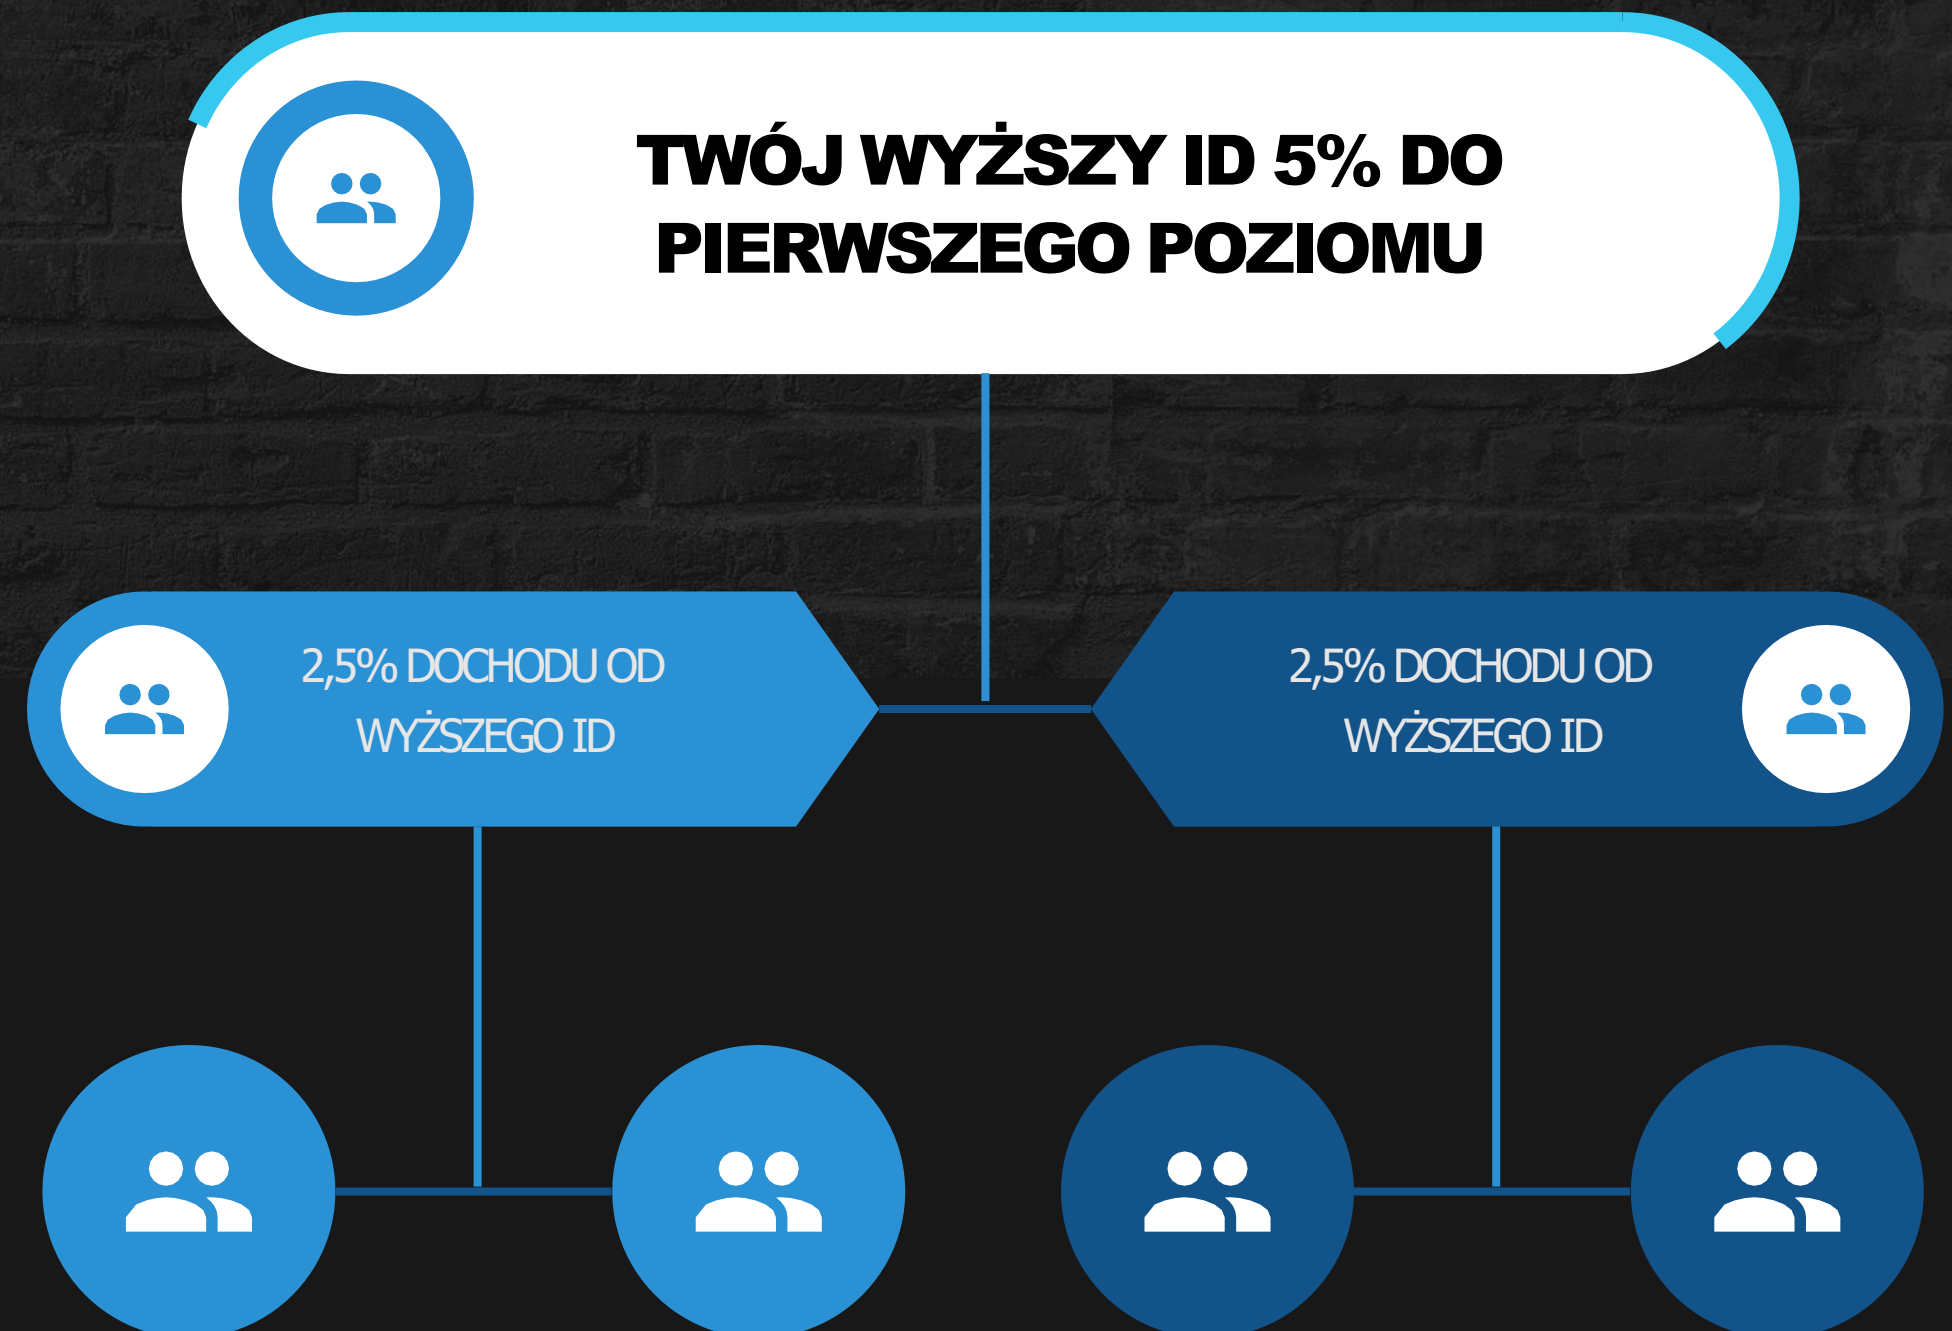 TWÓJ WYŻSZY ID 5% DO
PIERWSZEGO POZIOMU
2,5% DOCHODU OD
WYŻSZEGO ID
2,5% DOCHODU OD
WYŻSZEGO ID